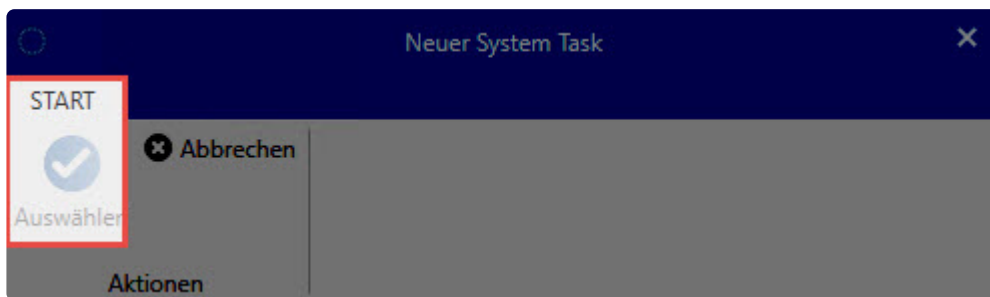 Neuer System Task
START
Abbrechen
Auswählen
Aktionen